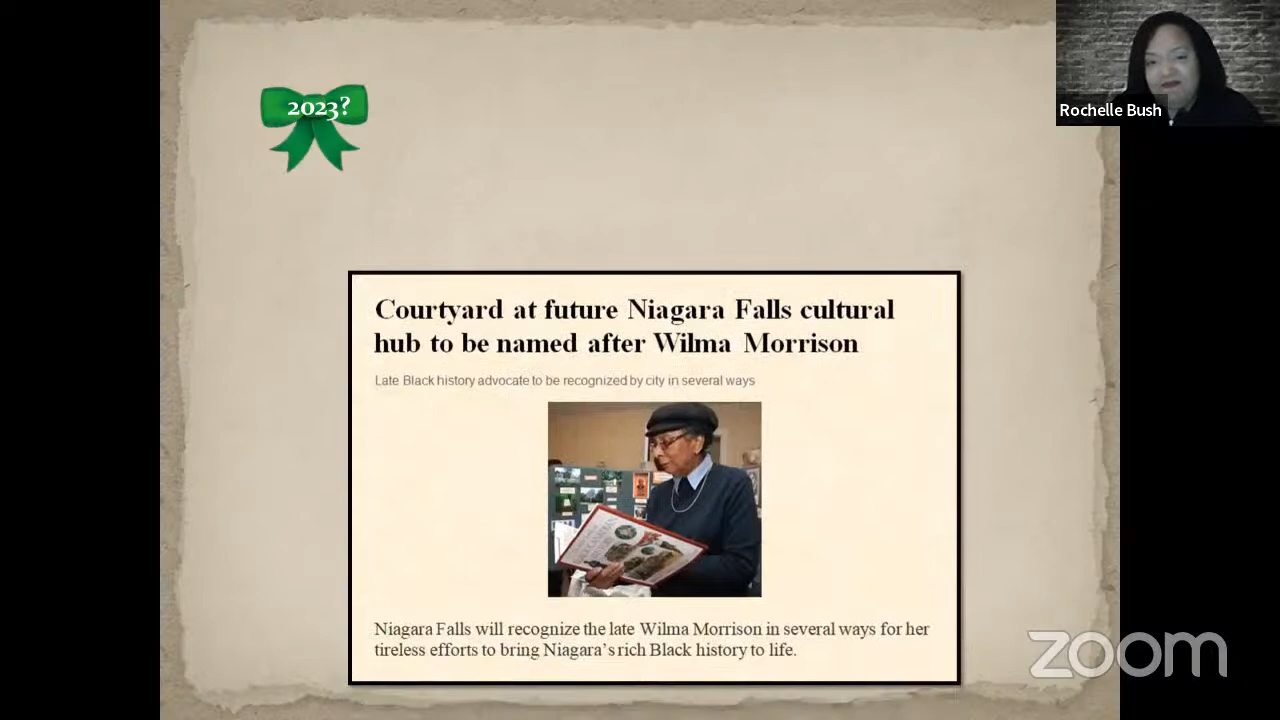 2023?
Rochelle Bush
Courtyard at future Niagara Falls cultural
hub to be named after Wilma Morrison
Late Black history advocate to be recognized by city in several ways
Niagara Falls will recognize the late Wilma Morrison in several ways for her
tireless efforts to bring Niagara's rich Black history to life.
zoom